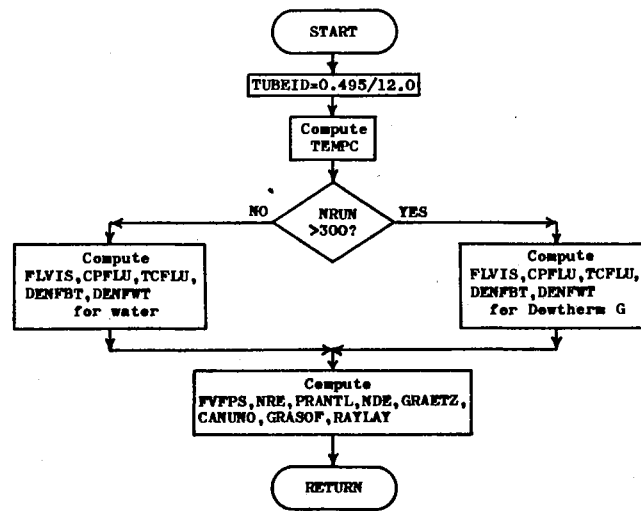 START
TUBEID=0.495/12.0
Compute
TEMPC
NO
NRUN
>300?
YES
Compute
FLVIS,CPFLU,TCFLU,
DENFBT,DENFWT
for water
Compute
FLVIS,CPFLU,TCFLU,
DENFBT,DENFWT
for Dowtherm G
Compute
FVFPS,NRE,PRANTL,NDE,GRAETZ,
CANUNO,GRASOF,RAYLAY
RETURN